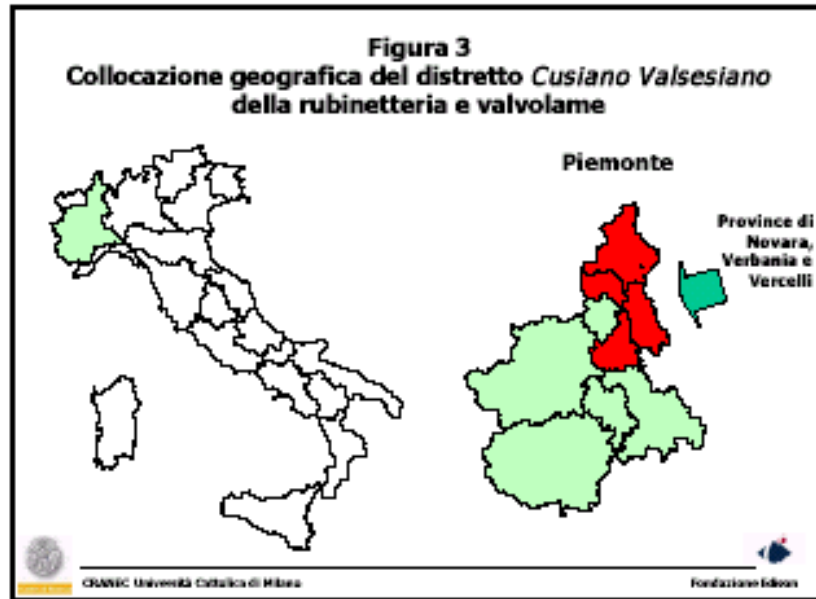 Figura 3
Collocazione geografica del distretto Cusiano Valsesiano
della rubinetteria e valvolame
Piemonte
Province di
Novara,
Verbania e
Vercelli
CRANEC Università Cattolica di Milano
Fondazione Edison